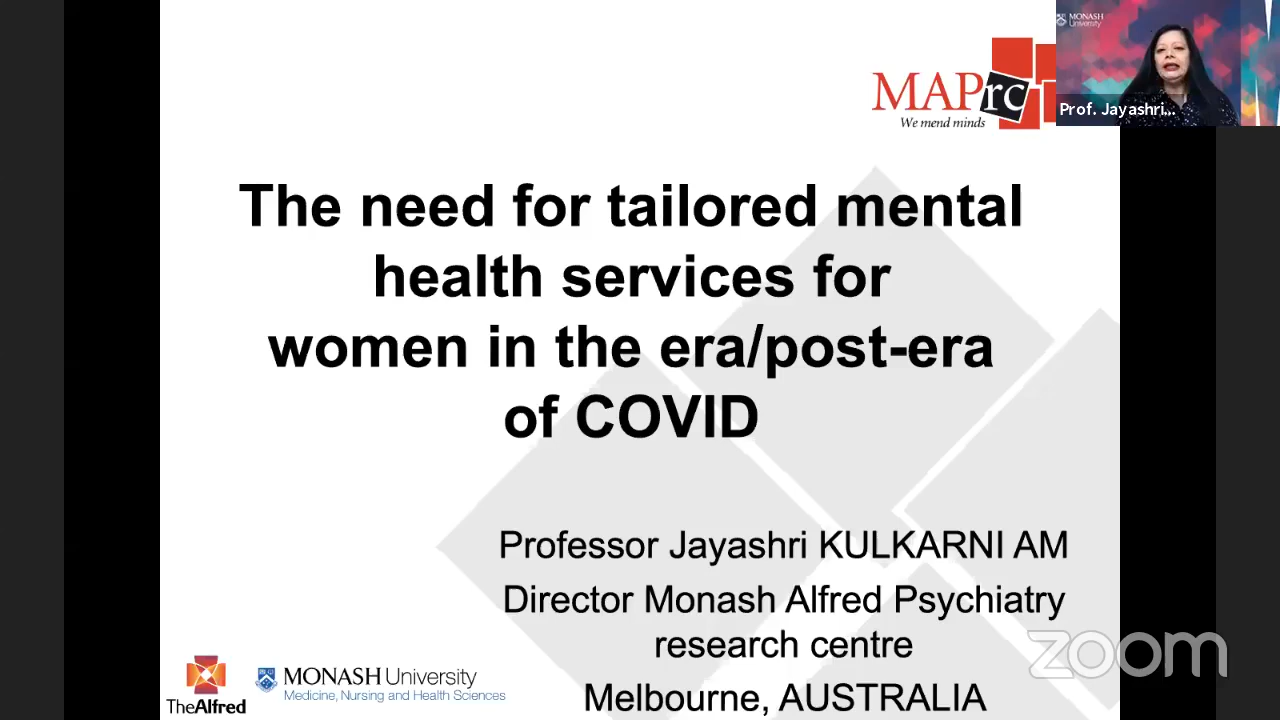 MONASH
University
Prof. Jayashri...
MAPrc
We mend minds
The need for tailored mental
health services for
women in the era/post-era
of COVID
Professor Jayashri KULKARNI AM
Director Monash Alfred Psychiatry
research centre
Melbourne, AUSTRALIA
TheAlfred
MONASH University
Medicine, Nursing and Health Sciences
zoom